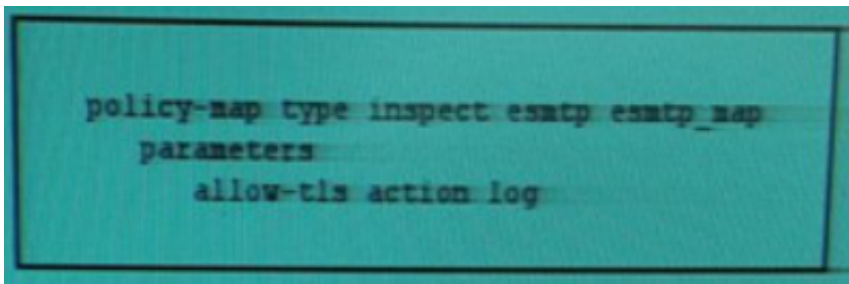 policy-map type inspect esmtp esmtp_map
parameters
allow-tls action log